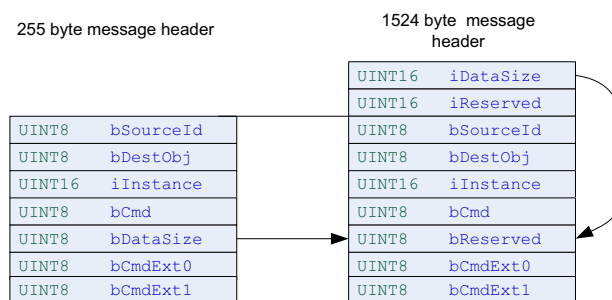 255 byte message header
1524 byte message
header
UINT16 iDataSize
UINT16 iReserved
UINT8 bSourceId
UINT8 bDestObj
UINT16 iInstance
UINT8 bCmd
UINT8 bDataSize
UINT8 bCmdExt0
UINT8 bCmdExt1
UINT8 bSourceId
UINT8 bDestObj
UINT16 iInstance
UINT8 bCmd
UINT8 bReserved
UINT8 bCmdExt0
UINT8 bCmdExt1